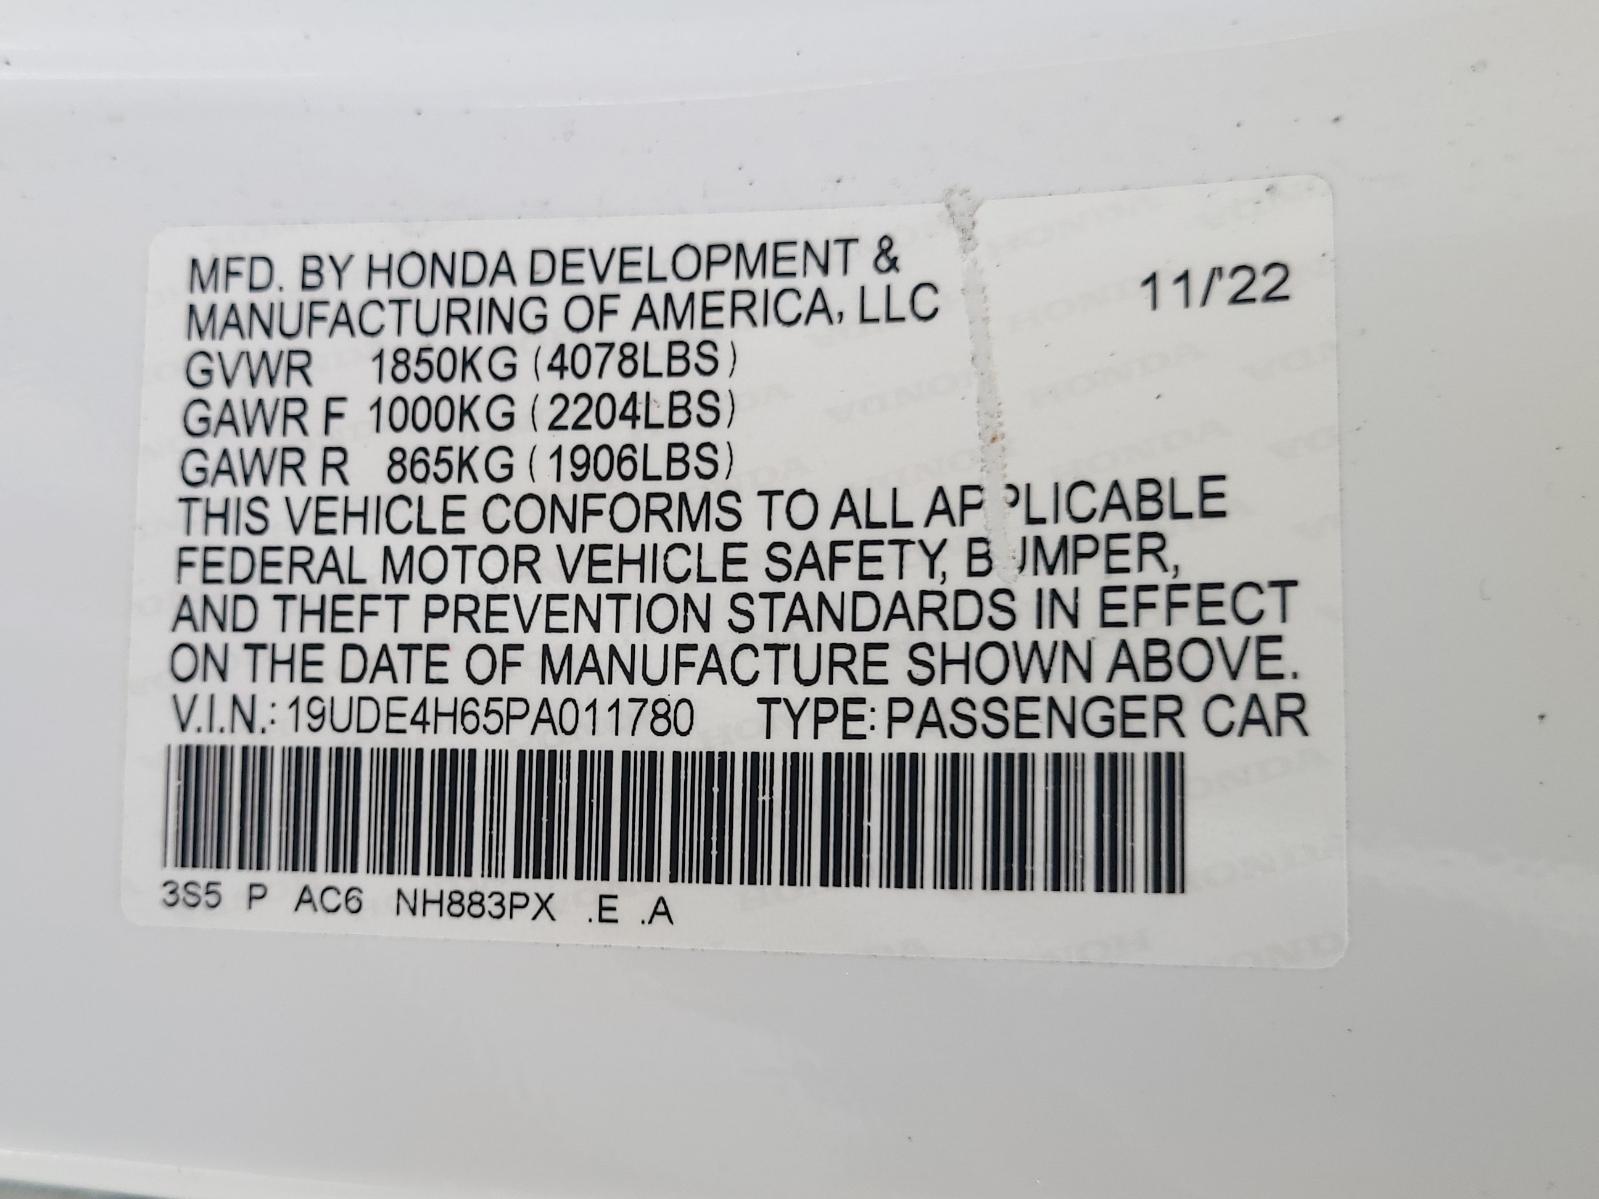 MFD. BY HONDA DEVELOPMENT &
MANUFACTURING OF AMERICA, LLC 11/'22
GVWR 1850KG (4078LBS)
GAWR F 1000KG (2204LBS)
GAWR R 865KG (1906LBS)
THIS VEHICLE CONFORMS TO ALL APPLICABLE
FEDERAL MOTOR VEHICLE SAFETY, BUMPER,
AND THEFT PREVENTION STANDARDS IN EFFECT
ON THE DATE OF MANUFACTURE SHOWN ABOVE.
V.I.N.: 19UDE4H65PA011780 TYPE: PASSENGER CAR
3S5 P AC6 NH883PX .E .A